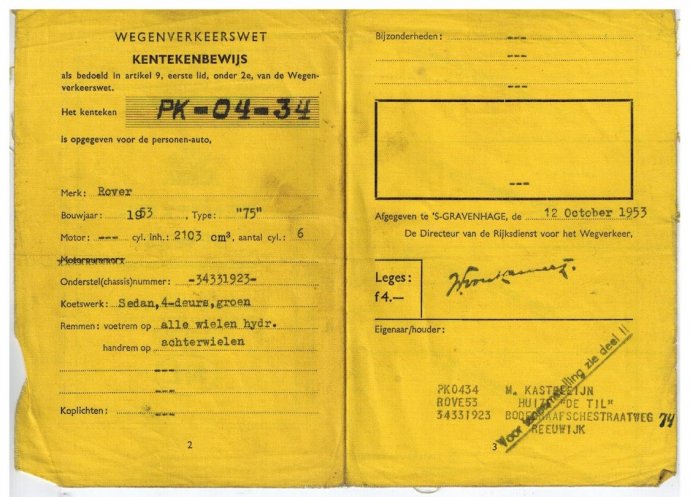 WEGENVERKEERSWET
KENTEKENBEWIJS
als bedoeld in artikel 9, eerste lid, onder 2e, van de Wegen-
verkeerswet.
Het kenteken PK-04-34
is opgegeven voor de personen-auto,
Merk: Rover
Bouwjaar: 1953, Type: "75"
Motor: --- cyl. inh.: 2103 cm³, aantal cyl.: 6
Motornummer:
Onderstel(chassis)nummer: -34331923-
Koetswerk: Sedan,4-deurs,groen
Remmen: voetrem op alle wielen hydr.
handrem op achterwielen
---
---
Koplichten: ---
2
Bijzonderheden: ---
---
---
---
Afgegeven te 'S-GRAVENHAGE, de 12 October 1953
De Directeur van de Rijksdienst voor het Wegverkeer,
Leges:
f 4.—
Eigenaar/houder:
Voor tenaamstelling zie deel II
PK0434 M. KASTELEIJN
ROVE53 HUIZE "DE TIL"
34331923 BODEGRAAFSCHESTRAATWEG 74
REEUWIJK
3